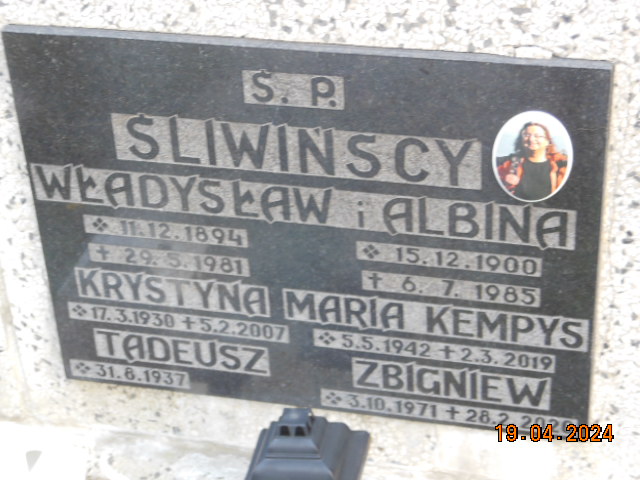 Ś. P.
ŚLIWIŃSCY
WŁADYSŁAW i ALBINA
11.12.1894
✝ 29.5.1981
15.12.1900
✝ 6.7.1985
KRYSTYNA
17.3.1930 ✝ 5.2.2007
TADEUSZ
31.8.1937
MARIA KEMPYS
5.5.1942 ✝ 2.3.2019
ZBIGNIEW
3.10.1971 ✝ 28.2.
19.04.2024